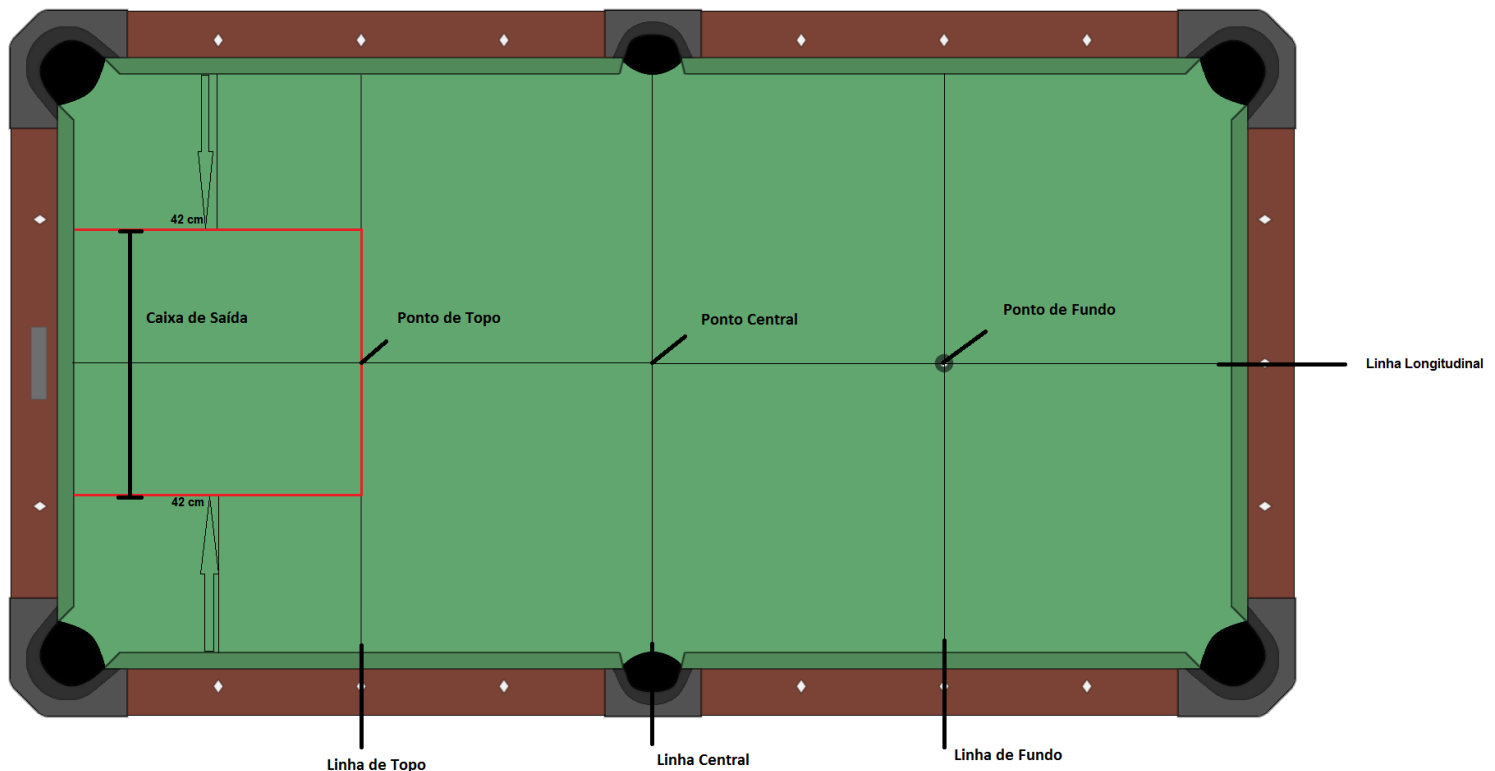 42 cm
Caixa de Saída
Ponto de Topo
Ponto Central
Ponto de Fundo
Linha Longitudinal
42 cm
Linha de Topo
Linha Central
Linha de Fundo